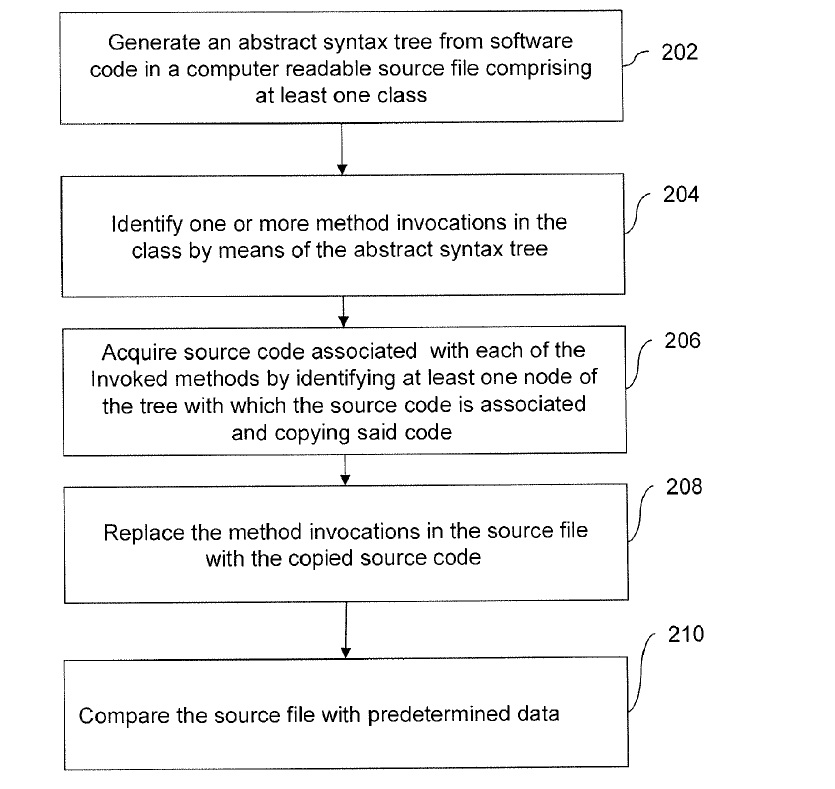 Generate an abstract syntax tree from software
code in a computer readable source file comprising
at least one class
202
Identify one or more method invocations in the
class by means of the abstract syntax tree
204
Acquire source code associated with each of the
Invoked methods by identifying at least one node of
the tree with which the source code is associated
and copying said code
206
Replace the method invocations in the source file
with the copied source code
208
Compare the source file with predetermined data
210